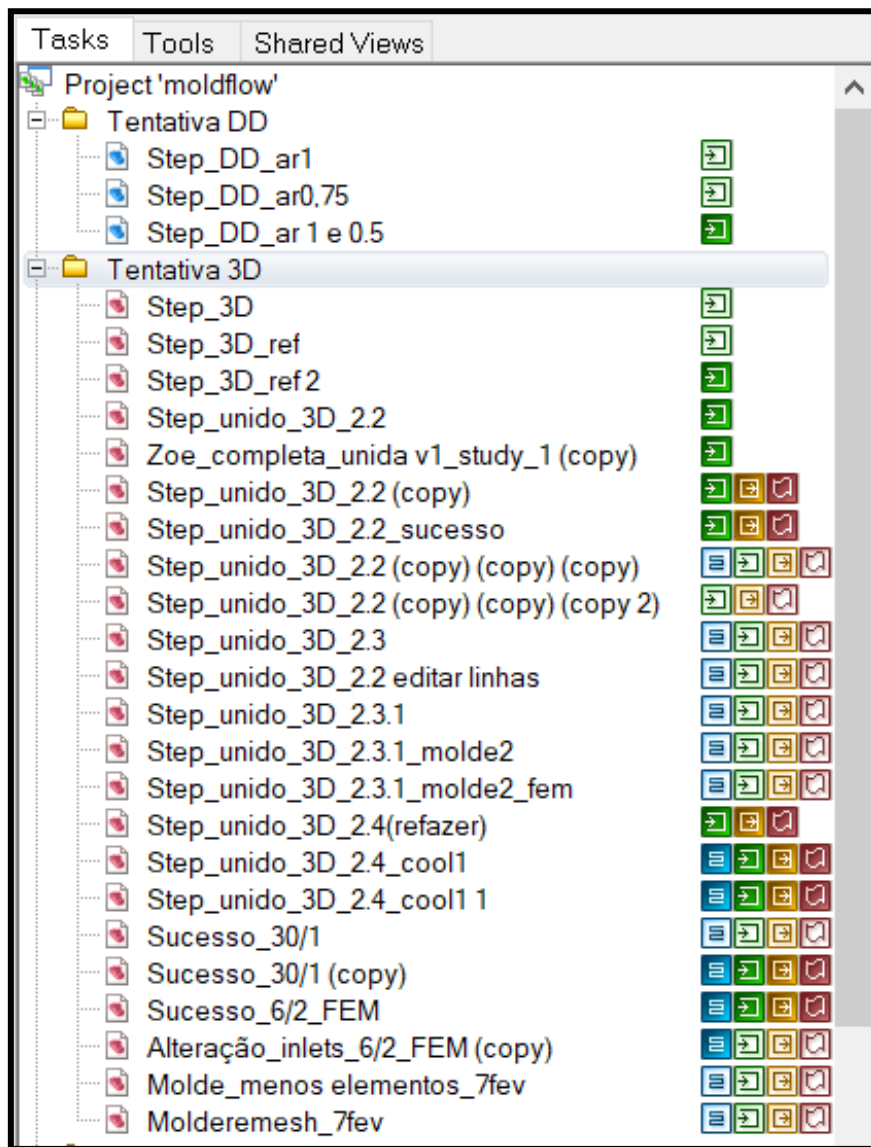 Tasks Tools Shared Views
Project 'moldflow'
Tentativa DD
Step_DD_ar1
Step_DD_ar0,75
Step_DD_ar 1 e 0.5
Tentativa 3D
Step_3D
Step_3D_ref
Step_3D_ref 2
Step_unido_3D_2.2
Zoe_completa_unida v1_study_1 (copy)
Step_unido_3D_2.2 (copy)
Step_unido_3D_2.2_sucesso
Step_unido_3D_2.2 (copy) (copy) (copy)
Step_unido_3D_2.2 (copy) (copy) (copy 2)
Step_unido_3D_2.3
Step_unido_3D_2.2 editar linhas
Step_unido_3D_2.3.1
Step_unido_3D_2.3.1_molde2
Step_unido_3D_2.3.1_molde2_fem
Step_unido_3D_2.4(refazer)
Step_unido_3D_2.4_cool1
Step_unido_3D_2.4_cool1 1
Sucesso_30/1
Sucesso_30/1 (copy)
Sucesso_6/2_FEM
Alteração_inlets_6/2_FEM (copy)
Molde_menos elementos_7fev
Molderemesh_7fev